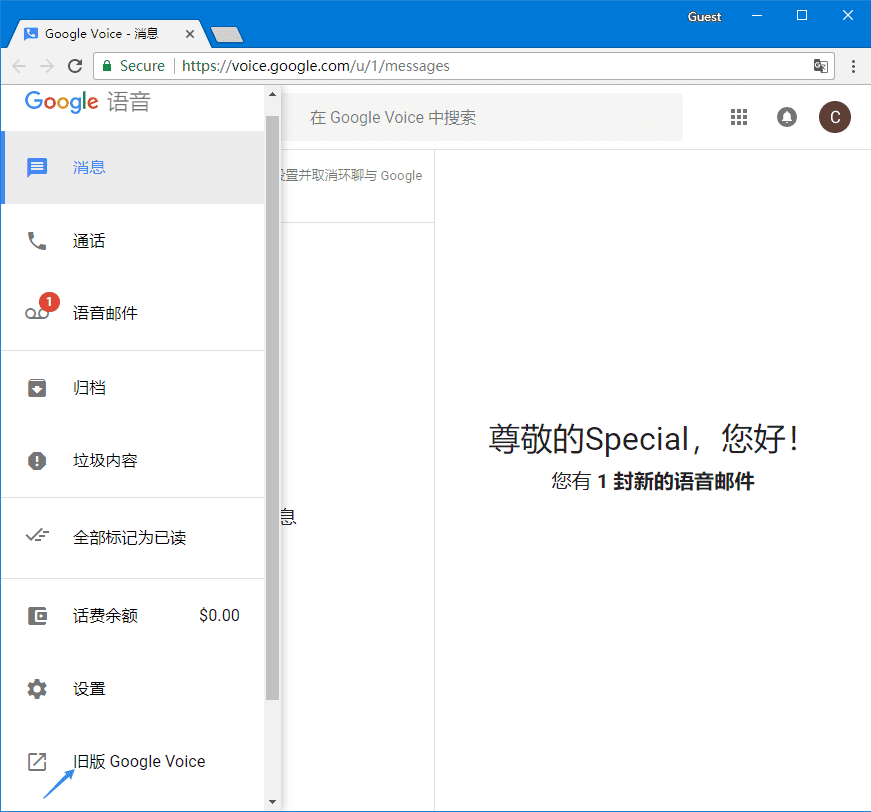 Guest
Google Voice - 消息
Secure
https://voice.google.com/u/1/messages
Google 语音
在 Google Voice 中搜索
C
消息
设置并取消环聊与 Google
通话
1
语音邮件
归档
尊敬的Special，您好！
垃圾内容
您有 1 封新的语音邮件
息
全部标记为已读
话费余额 $0.00
设置
旧版 Google Voice